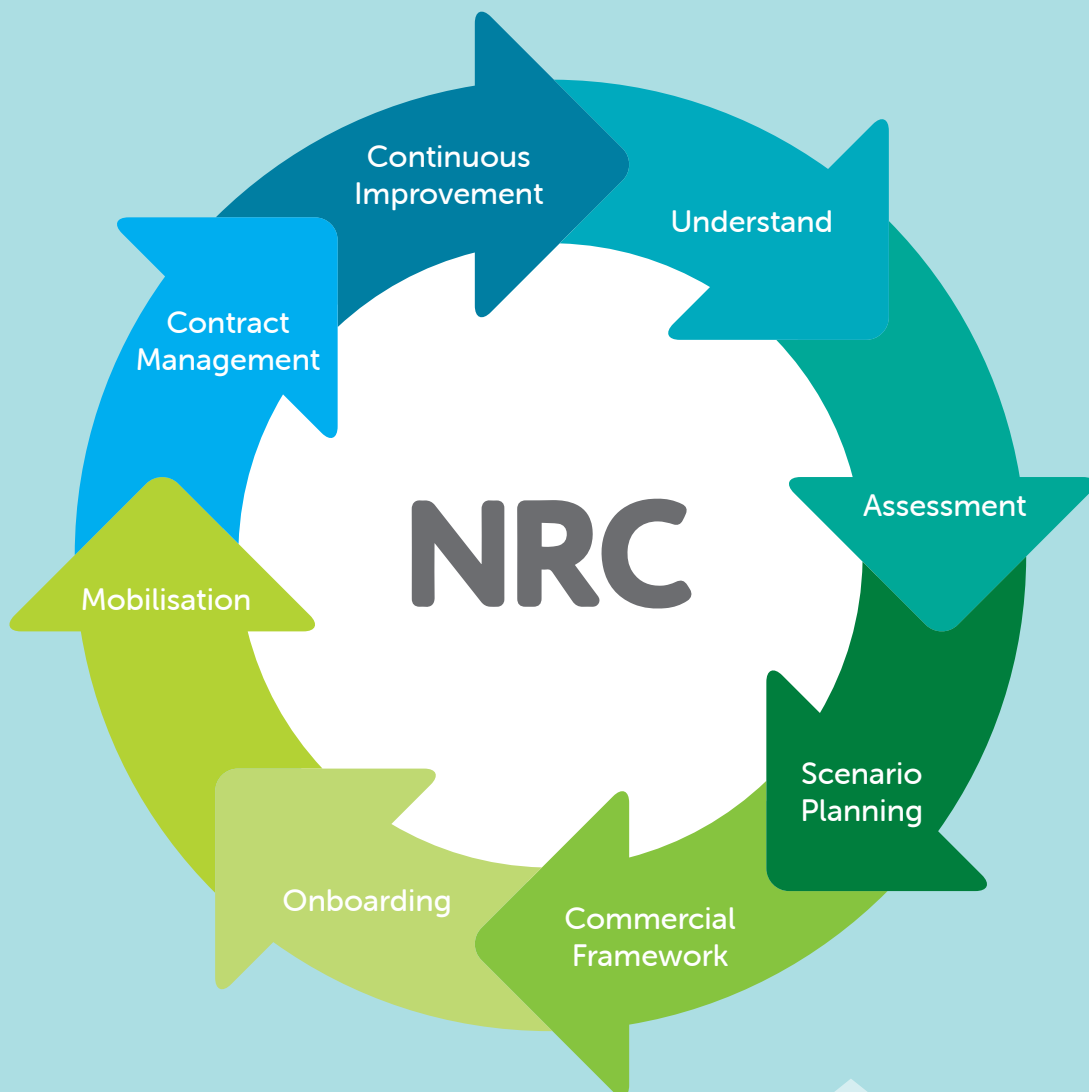 Continuous
Improvement
Understand
Contract
Management
Assessment
NRC
Mobilisation
Scenario
Planning
Onboarding
Commercial
Framework